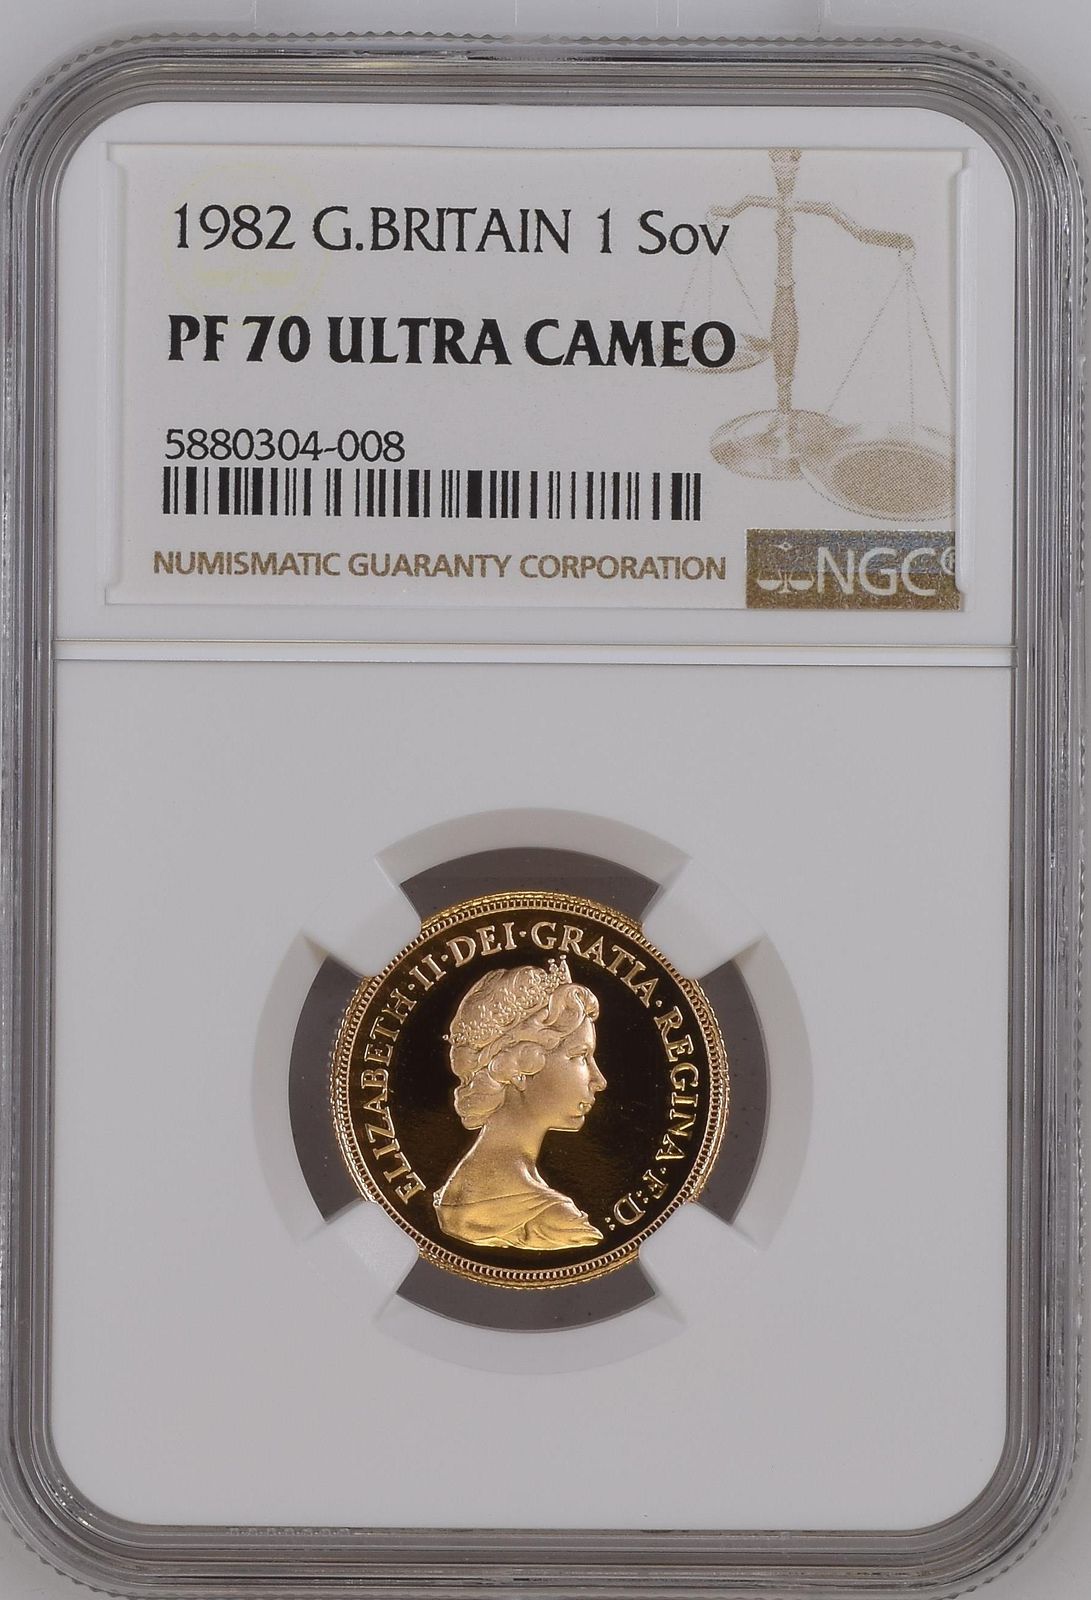 1982 G.BRITAIN 1 Sov
PF 70 ULTRA CAMEO
5880304-008
NUMISMATIC GUARANTY CORPORATION
NGC®
ELIZABETH·II·DEI·GRATIA·REGINA·F:D: